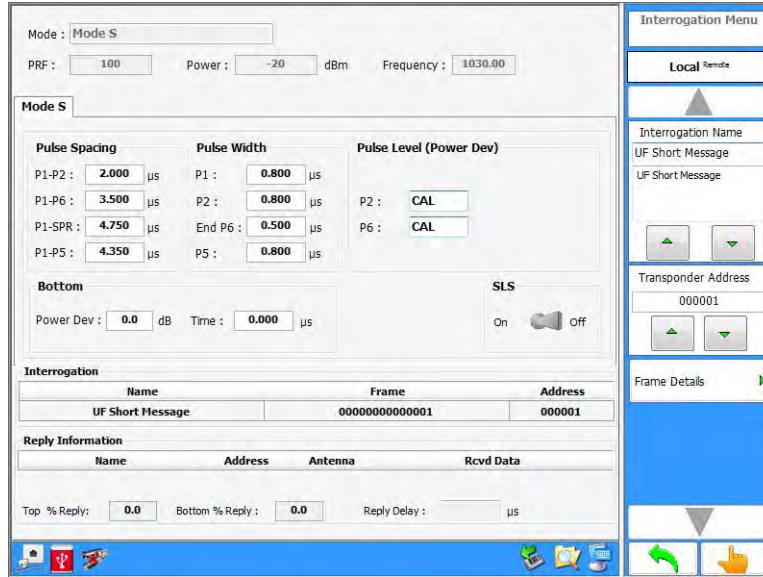 Mode : Mode S
PRF : 100 Power : -20 dBm Frequency : 1030.00
Mode S
Pulse Spacing Pulse Width Pulse Level (Power Dev)
P1-P2 : 2.000 µs P1 : 0.800 µs
P1-P6 : 3.500 µs P2 : 0.800 µs P2 : CAL
P1-SPR : 4.750 µs End P6 : 0.500 µs P6 : CAL
P1-P5 : 4.350 µs P5 : 0.800 µs
Bottom SLS
Power Dev : 0.0 dB Time : 0.000 µs On Off
Interrogation
Name Frame Address
UF Short Message 00000000000001 000001
Reply Information
Name Address Antenna Rcvd Data
Top % Reply: 0.0 Bottom % Reply : 0.0 Reply Delay : µs
Interrogation Menu
Local Remote
Interrogation Name
UF Short Message
UF Short Message
Transponder Address
000001
Frame Details